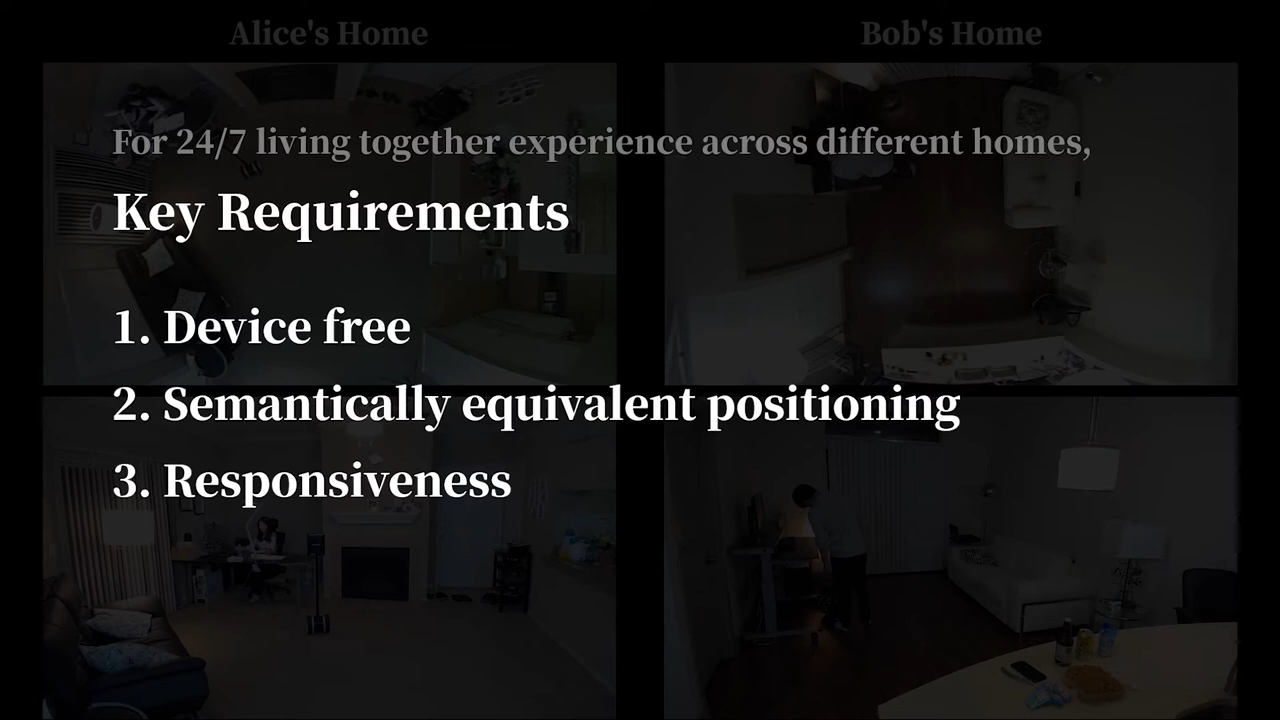 Alice's Home
Bob's Home
For 24/7 living together experience across different homes,
Key Requirements
1. Device free
2. Semantically equivalent positioning
3. Responsiveness